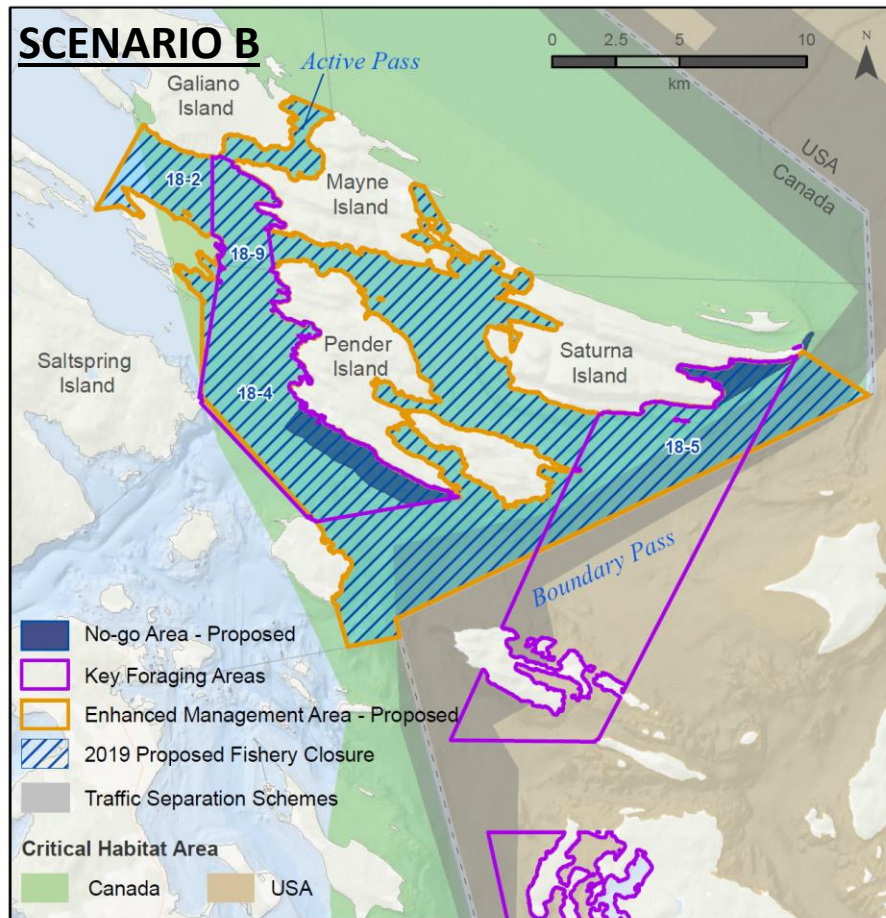 SCENARIO B
Active Pass
0 2.5 5 10
km
N
Galiano
Island
USA
Canada
18-2
Mayne
Island
18-9
Saltspring
Island
Pender
Island
Saturna
Island
18-4
18-5
Boundary Pass
No-go Area - Proposed
Key Foraging Areas
Enhanced Management Area - Proposed
2019 Proposed Fishery Closure
Traffic Separation Schemes
Critical Habitat Area
Canada USA